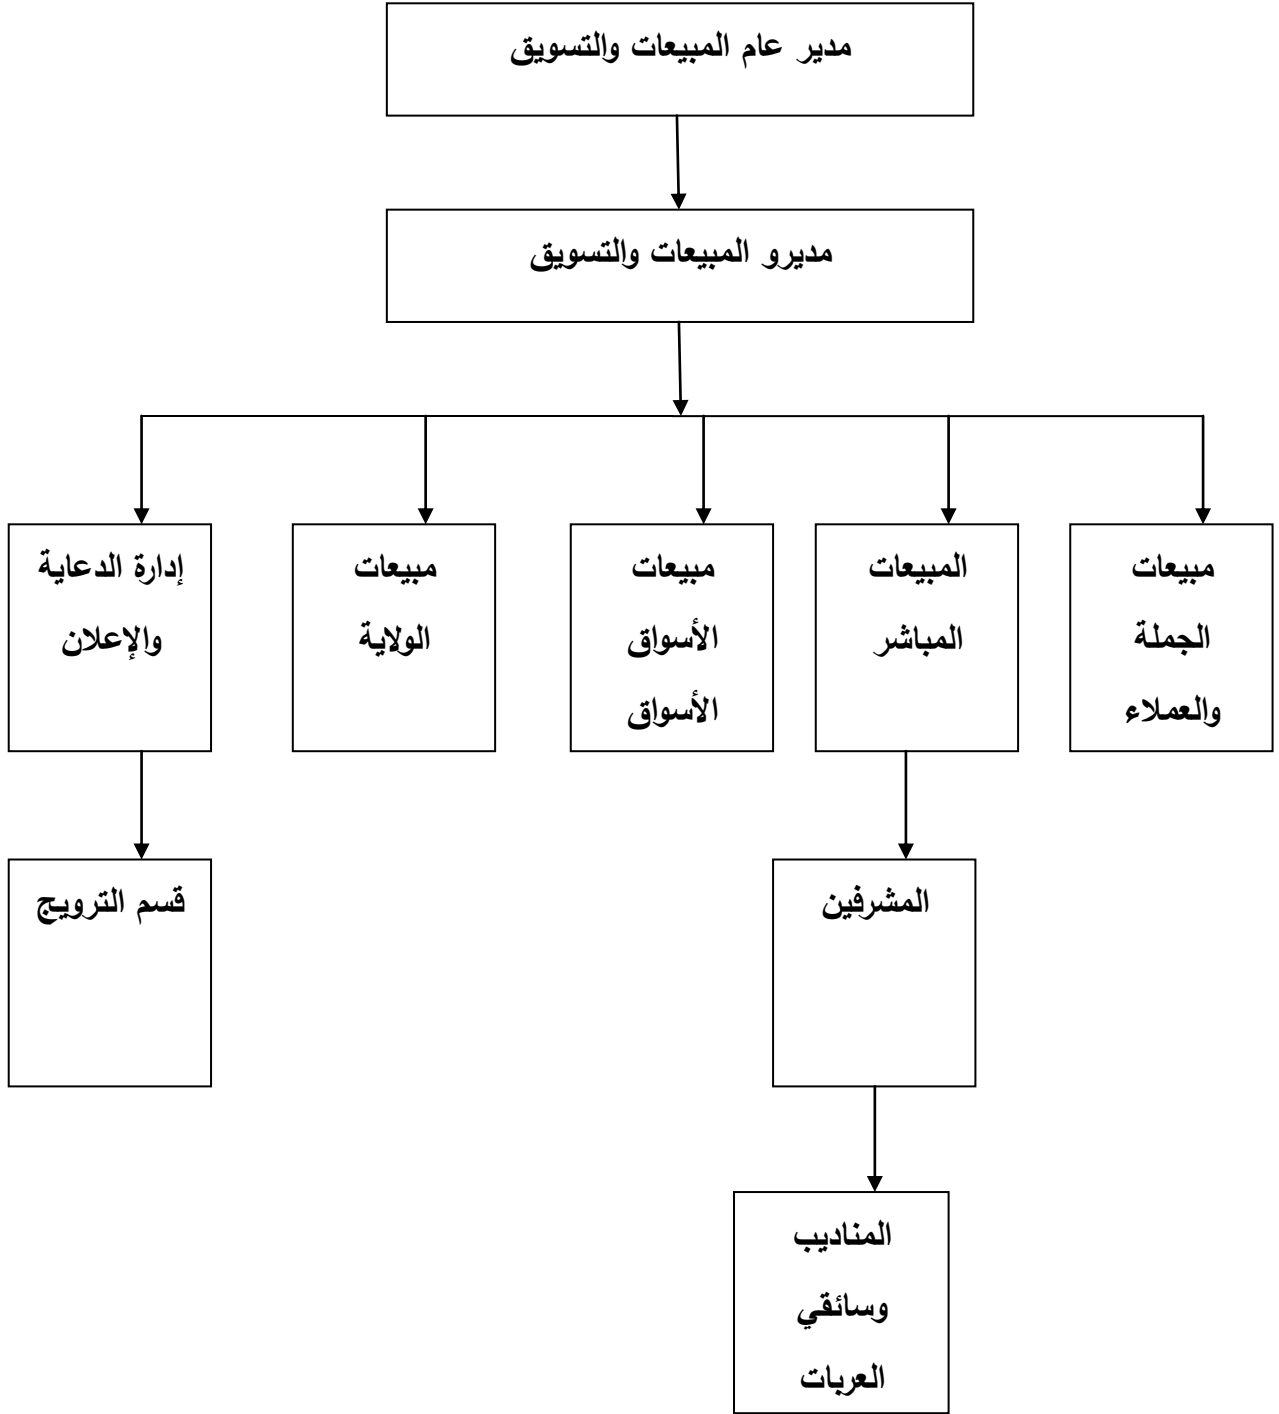 مدير عام المبيعات والتسويق
مديرو المبيعات والتسويق
مبيعات
الجملة
والعملاء
المبيعات
المباشر
مبيعات
الأسواق
الأسواق
مبيعات
الولاية
إدارة الدعاية
والإعلان
المشرفين
قسم الترويج
المناديب
وسائقي
العربات